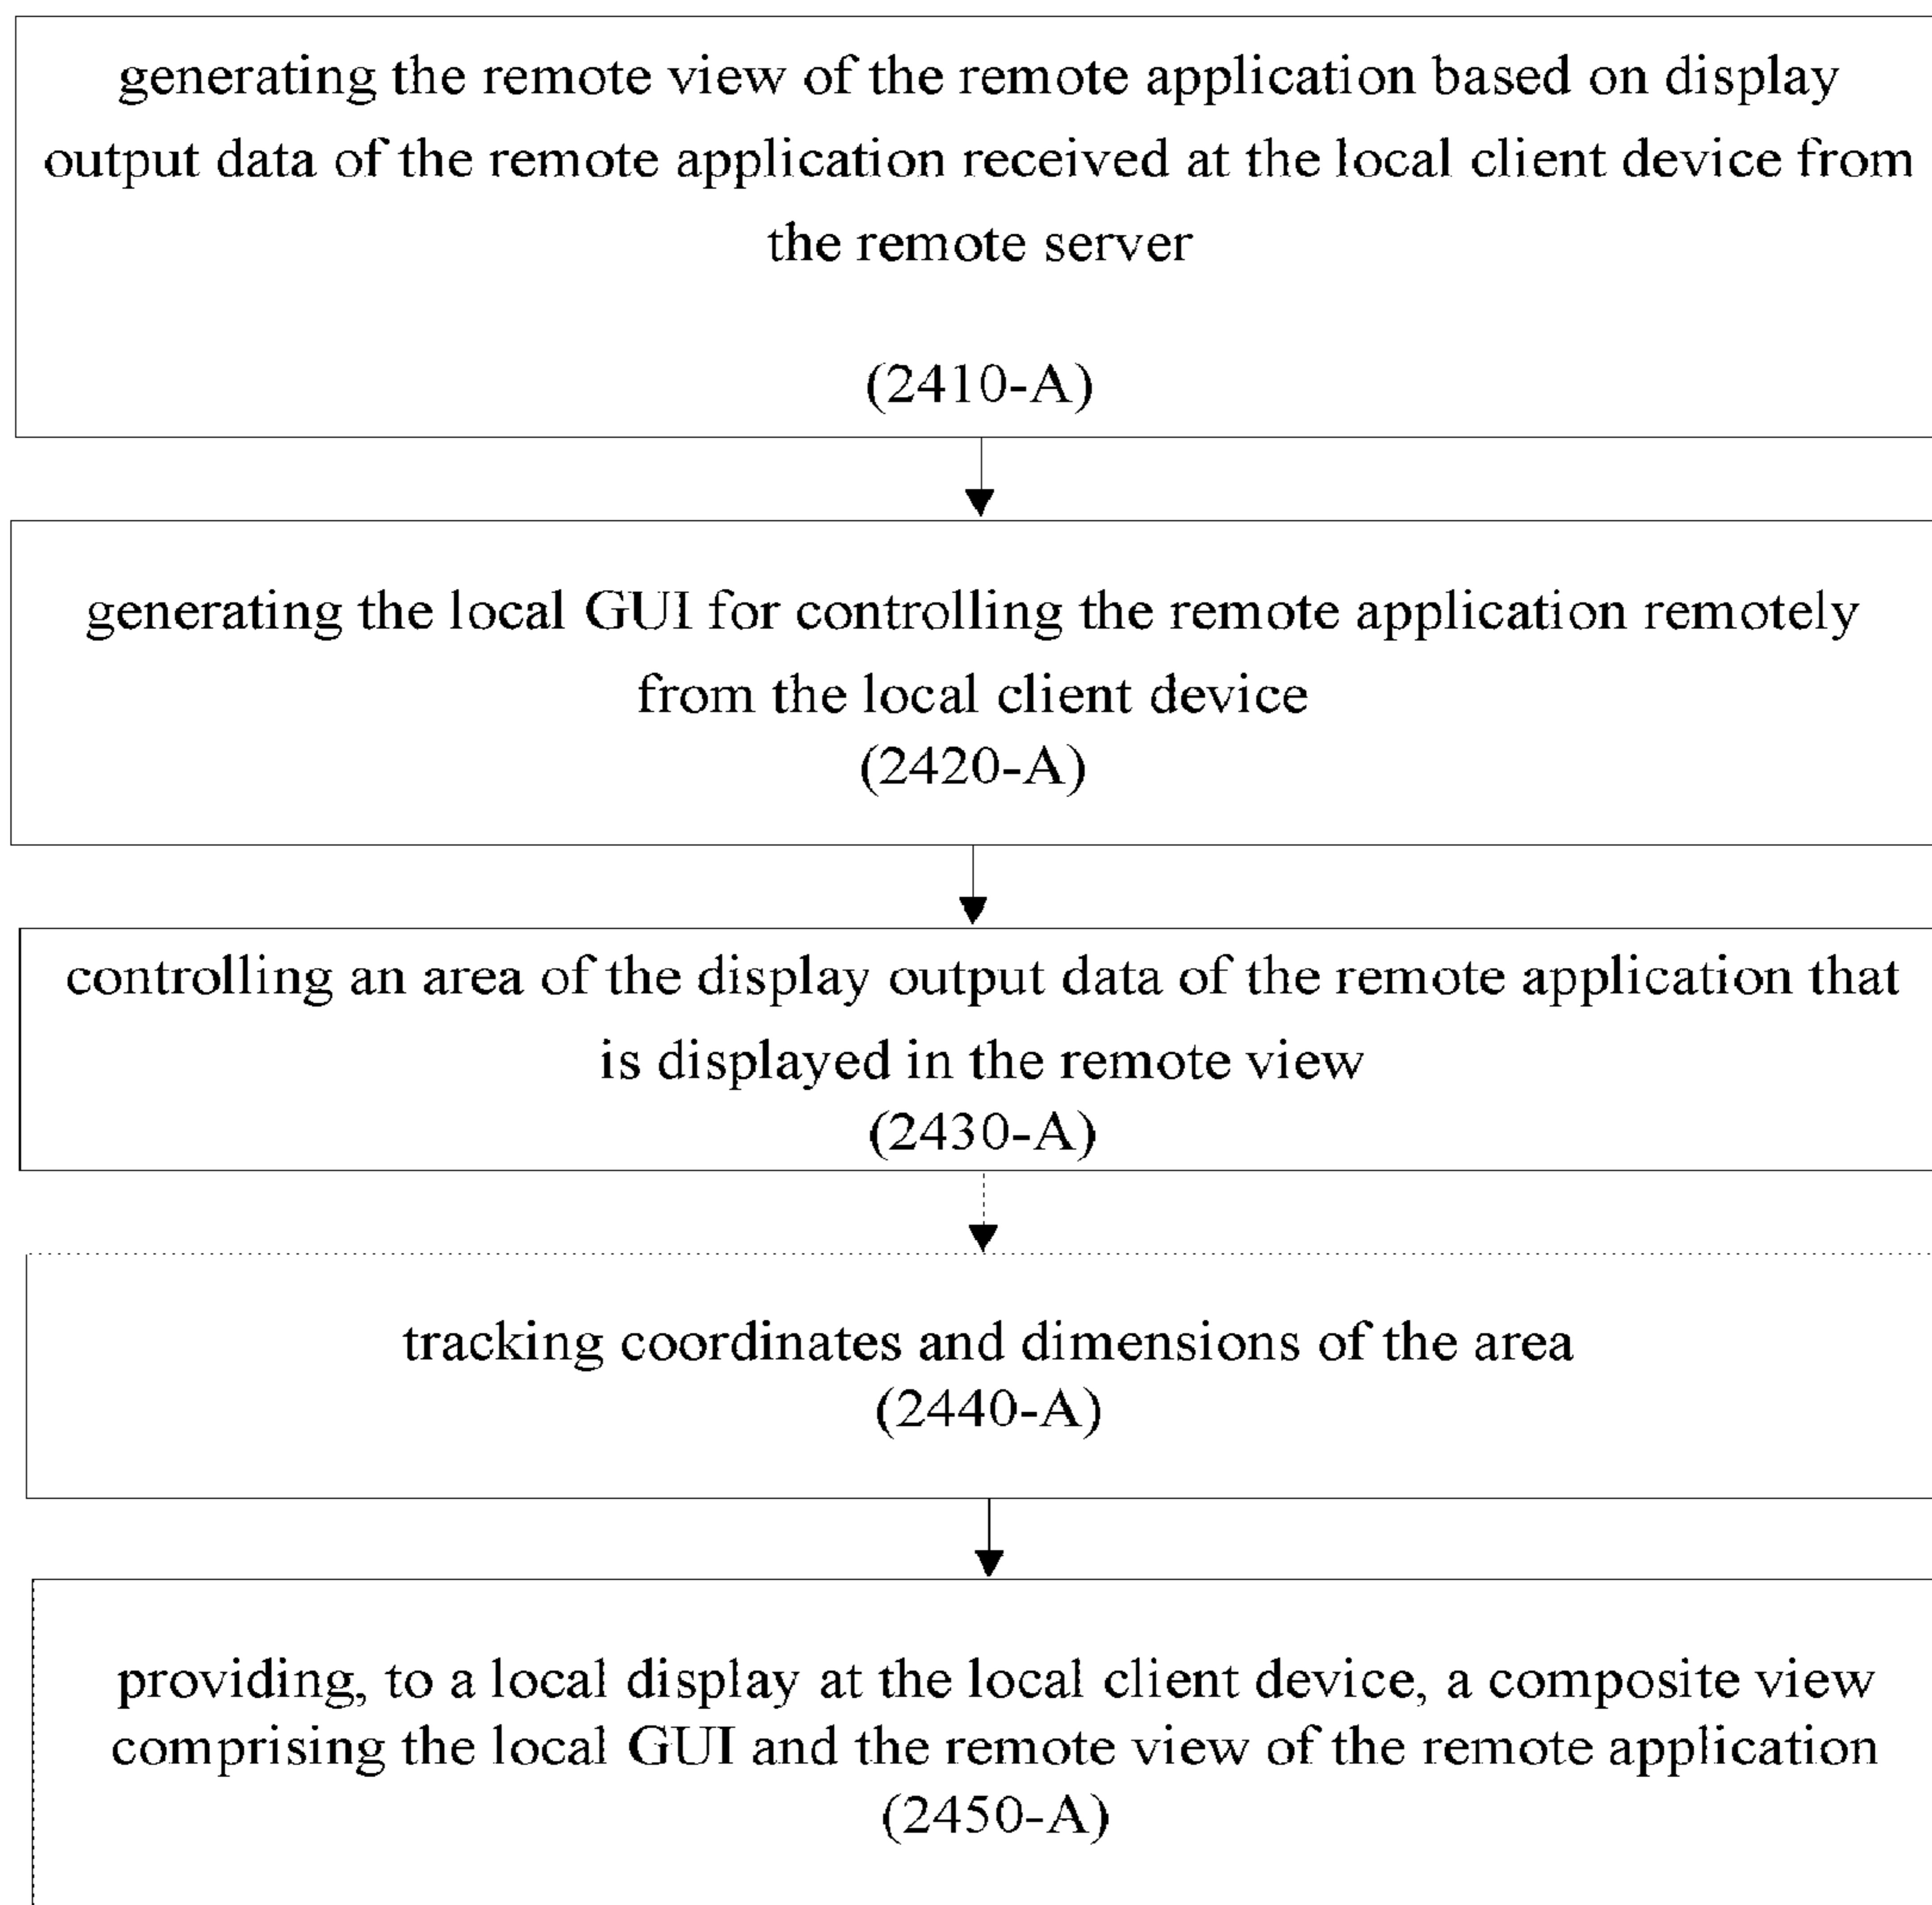 generating the remote view of the remote application based on display
output data of the remote application received at the local client device from
the remote server
(2410-A)
generating the local GUI for controlling the remote application remotely
from the local client device
(2420-A)
controlling an area of the display output data of the remote application that
is displayed in the remote view
(2430-A)
tracking coordinates and dimensions of the area
(2440-A)
providing, to a local display at the local client device, a composite view
comprising the local GUI and the remote view of the remote application
(2450-A)